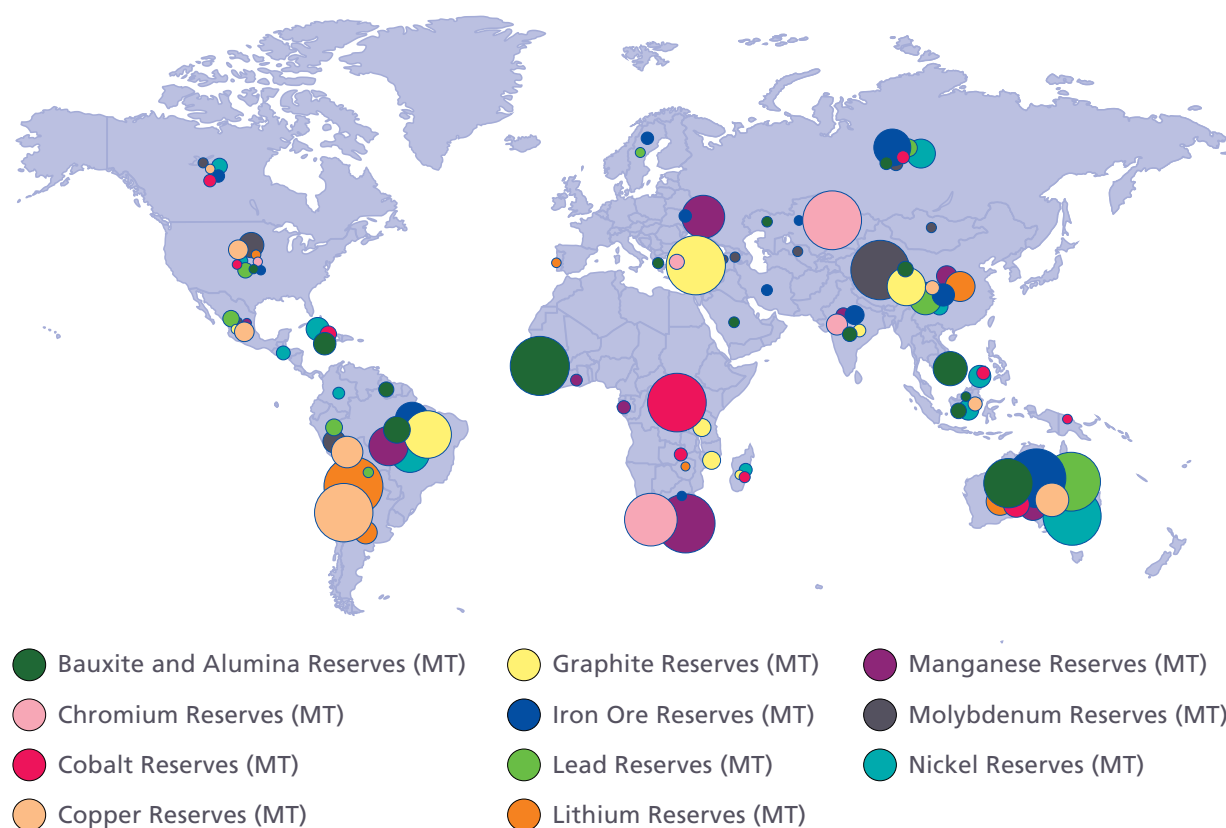 Bauxite and Alumina Reserves (MT)
Chromium Reserves (MT)
Cobalt Reserves (MT)
Copper Reserves (MT)
Graphite Reserves (MT)
Iron Ore Reserves (MT)
Lead Reserves (MT)
Lithium Reserves (MT)
Manganese Reserves (MT)
Molybdenum Reserves (MT)
Nickel Reserves (MT)